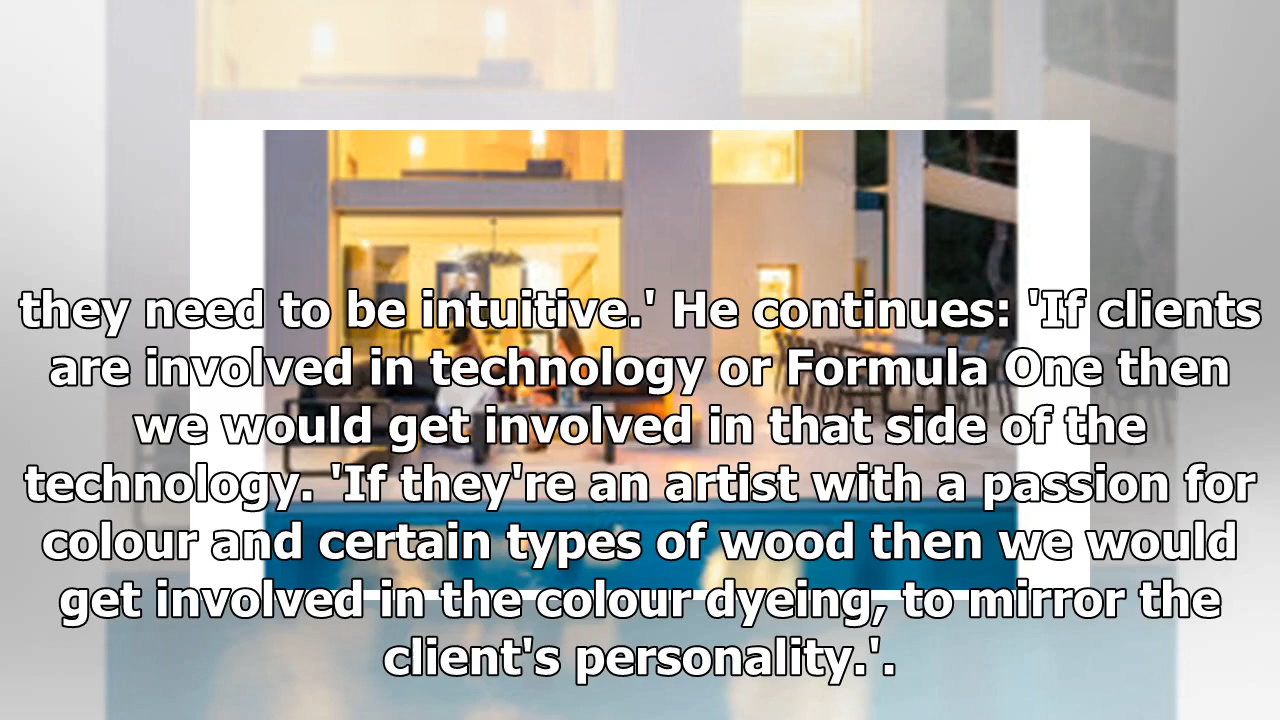 they need to be intuitive.' He continues: 'If clients
are involved in technology or Formula One then
we would get involved in that side of the
technology. 'If they're an artist with a passion for
colour and certain types of wood then we would
get involved in the colour dyeing, to mirror the
client's personality.'.